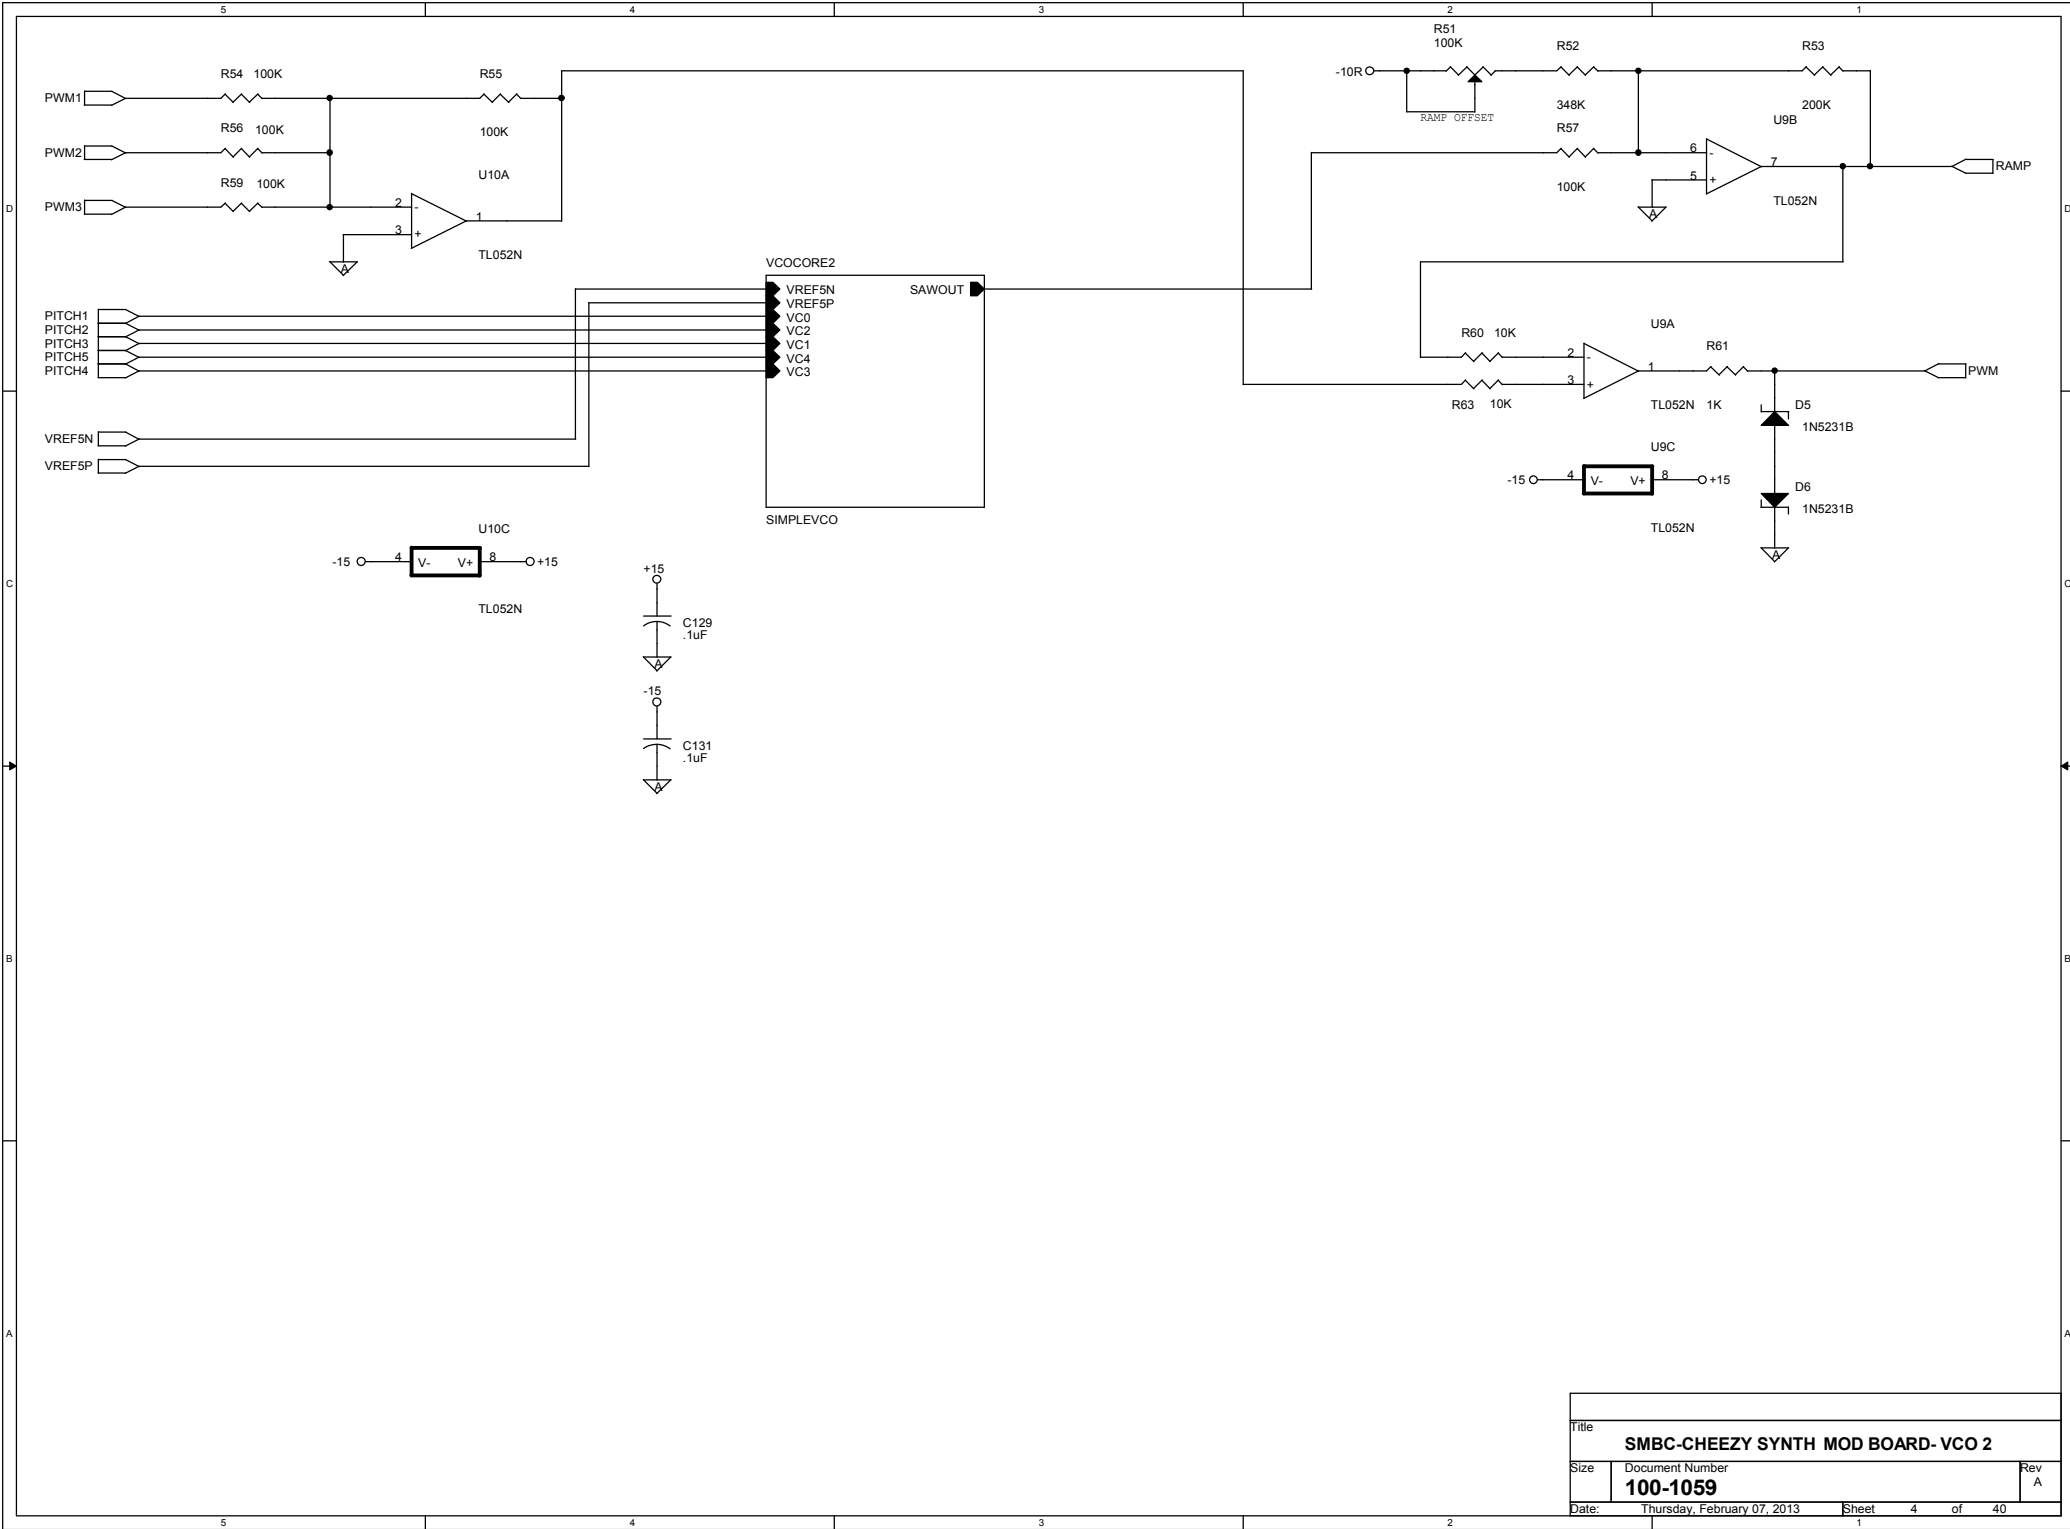 5 4 3 2 1
R51
100K
R52
R53
-10R
R54 100K
R55
PWM1
348K
200K
RAMP OFFSET
R56 100K
100K
R57
U9B
PWM2
6
-
7
RAMP
5
+
U10A
R59 100K
100K
TL052N
PWM3
2
-
1
3
+
A
D
D
TL052N
A
VCOCORE2
VREF5N
SAWOUT
VREF5P
PITCH1
VC0
PITCH2
VC2
PITCH3
VC1
PITCH5
VC4
PITCH4
VC3
U9A
R60 10K
R61
2
-
1
PWM
3
+
R63 10K
TL052N 1K
D5
1N5231B
VREF5N
VREF5P
U9C
-15
4
V- V+
8
+15
D6
1N5231B
SIMPLEVCO
TL052N
U10C
-15
4
V- V+
8
+15
A
TL052N
+15
C
C
C129
.1uF
A
-15
C131
.1uF
A
B
B
A
A
Title
SMBC-CHEEZY SYNTH MOD BOARD- VCO 2
Size
Document Number
Rev
100-1059
A
Date: Thursday, February 07, 2013 Sheet 4 of 40
5 4 3 2 1